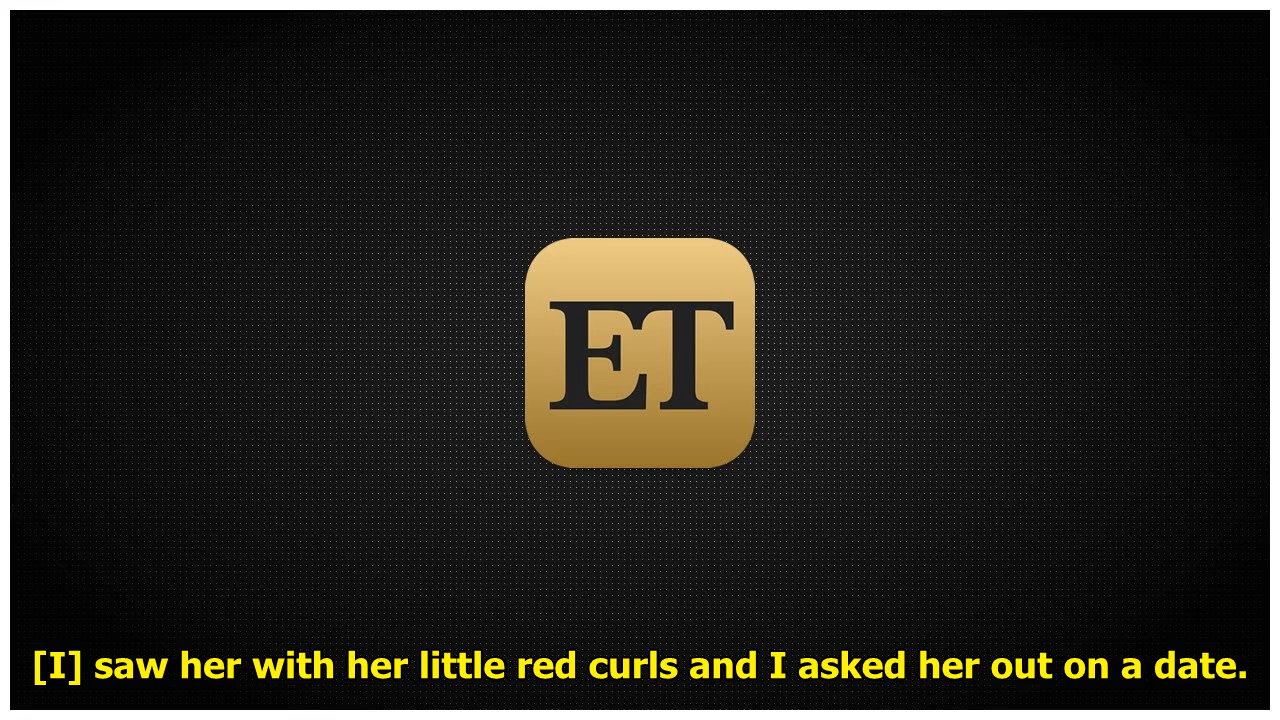 ET
[I] saw her with her little red curls and I asked her out on a date.